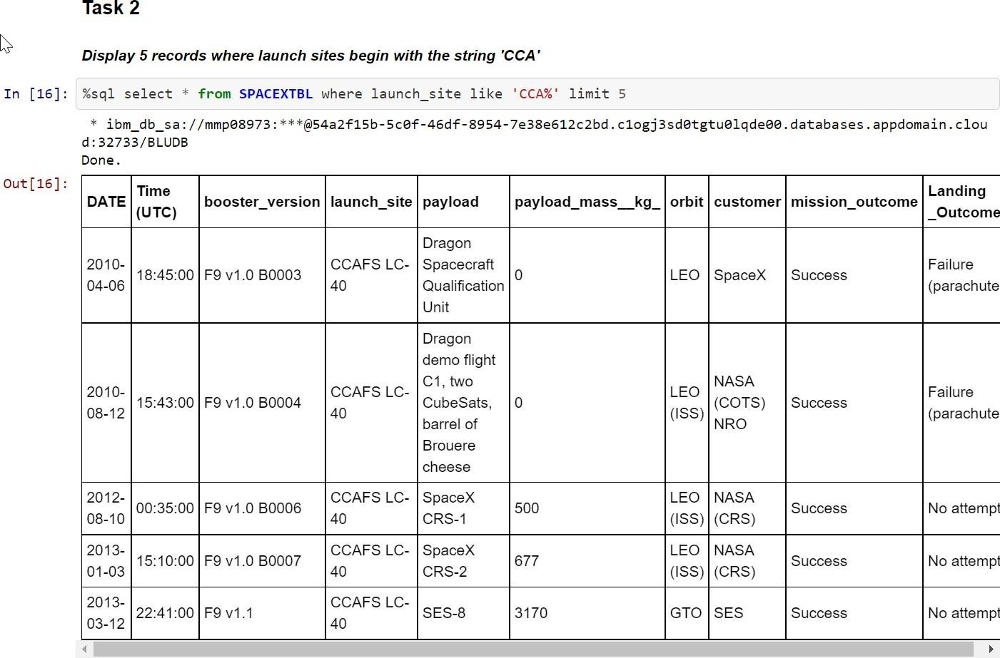 Task 2
Display 5 records where launch sites begin with the string 'CCA'
In [16]: %sql select * from SPACEXTBL where launch_site like 'CCA%' limit 5
* ibm_db_sa://mmp08973:***@54a2f15b-5c0f-46df-8954-7e38e612c2bd.c1ogj3sd0tgtu0lqde00.databases.appdomain.clou
d:32733/BLUDB
Done.
Out[16]:
DATE Time (UTC) booster_version launch_site payload payload_mass__kg_ orbit customer mission_outcome Landing _Outcome
2010-04-06 18:45:00 F9 v1.0 B0003 CCAFS LC-40 Dragon Spacecraft Qualification Unit 0 LEO SpaceX Success Failure (parachute
2010-08-12 15:43:00 F9 v1.0 B0004 CCAFS LC-40 Dragon demo flight C1, two CubeSats, barrel of Brouere cheese 0 LEO (ISS) NASA (COTS) NRO Success Failure (parachute
2012-08-10 00:35:00 F9 v1.0 B0006 CCAFS LC-40 SpaceX CRS-1 500 LEO (ISS) NASA (CRS) Success No attempt
2013-01-03 15:10:00 F9 v1.0 B0007 CCAFS LC-40 SpaceX CRS-2 677 LEO (ISS) NASA (CRS) Success No attempt
2013-03-12 22:41:00 F9 v1.1 CCAFS LC-40 SES-8 3170 GTO SES Success No attempt